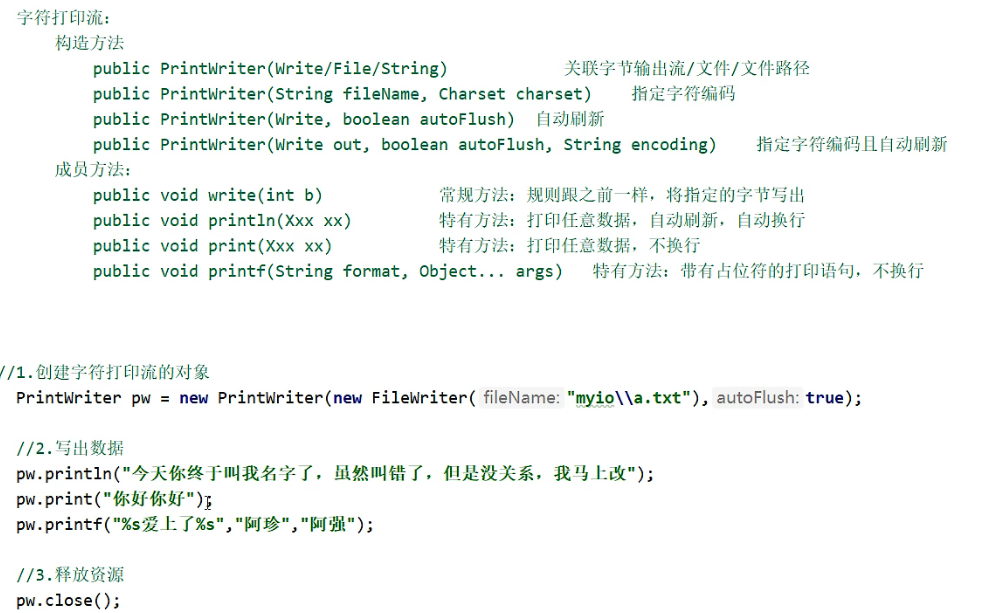 字符打印流:
构造方法
public PrintWriter(Write/File/String) 关联字节输出流/文件/文件路径
public PrintWriter(String fileName, Charset charset) 指定字符编码
public PrintWriter(Write, boolean autoFlush) 自动刷新
public PrintWriter(Write out, boolean autoFlush, String encoding) 指定字符编码且自动刷新
成员方法:
public void write(int b) 常规方法: 规则跟之前一样, 将指定的字节写出
public void println(Xxx xx) 特有方法: 打印任意数据, 自动刷新, 自动换行
public void print(Xxx xx) 特有方法: 打印任意数据, 不换行
public void printf(String format, Object... args) 特有方法: 带有占位符的打印语句, 不换行
//1.创建字符打印流的对象
PrintWriter pw = new PrintWriter(new FileWriter( fileName: "myio\\a.txt"), autoFlush: true);
//2.写出数据
pw.println("今天你终于叫我名字了, 虽然叫错了, 但是没关系, 我马上改");
pw.print("你好你好");
pw.printf("%s爱上了%s","阿珍","阿强");
//3.释放资源
pw.close();